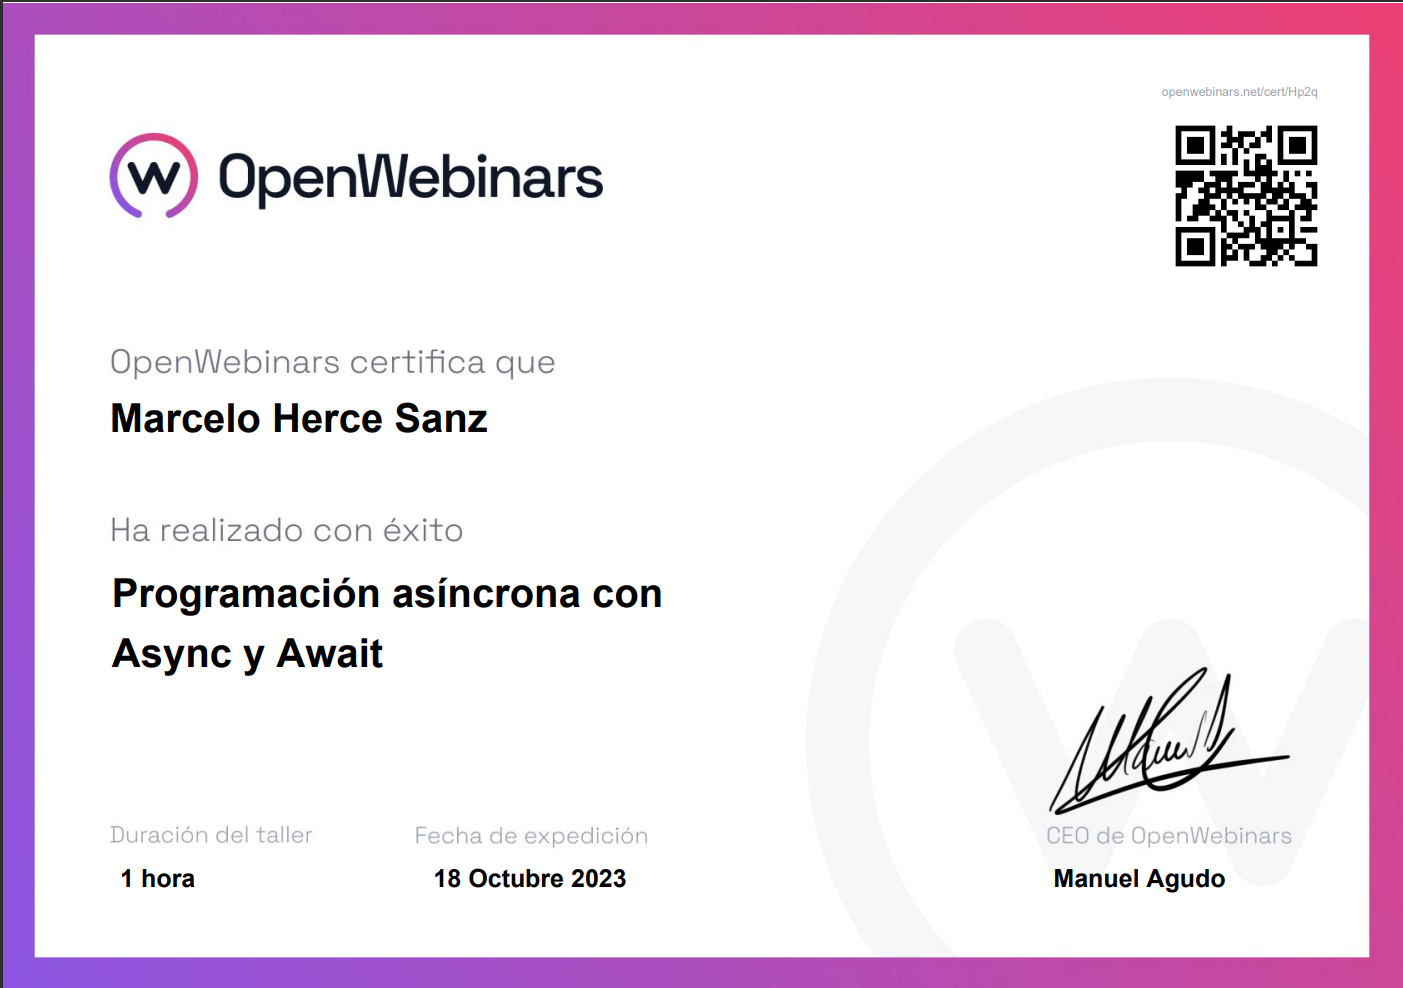 openwebinars.net/cert/Hp2q
OpenWebinars
OpenWebinars certifica que
Marcelo Herce Sanz
Ha realizado con éxito
Programación asíncrona con
Async y Await
Duración del taller
1 hora
Fecha de expedición
18 Octubre 2023
CEO de OpenWebinars
Manuel Agudo